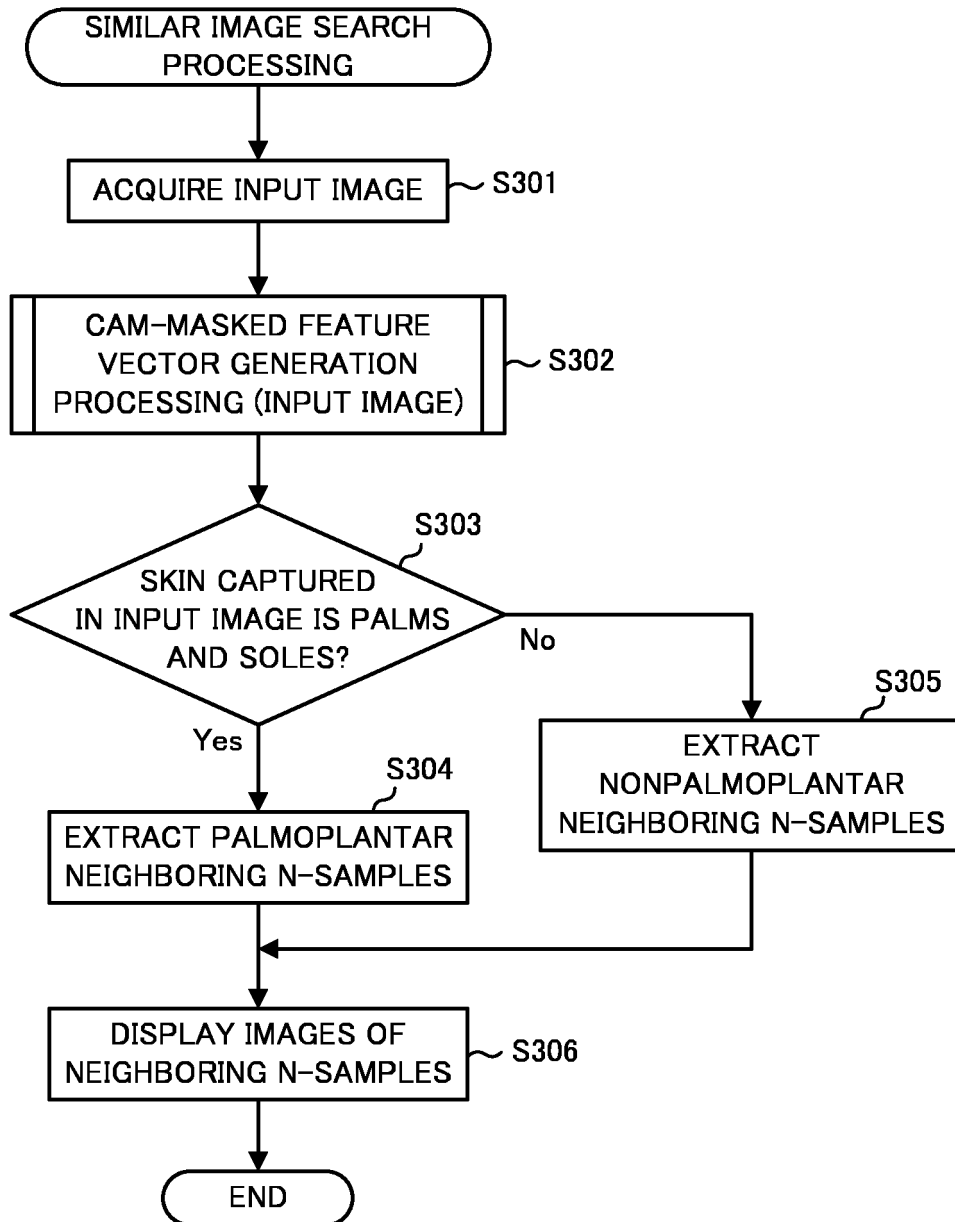 SIMILAR IMAGE SEARCH
PROCESSING
ACQUIRE INPUT IMAGE
S301
CAM-MASKED FEATURE
VECTOR GENERATION
PROCESSING (INPUT IMAGE)
S302
S303
SKIN CAPTURED
IN INPUT IMAGE IS PALMS
AND SOLES?
No
Yes
S305
EXTRACT
NONPALMOPLANTAR
NEIGHBORING N-SAMPLES
S304
EXTRACT PALMOPLANTAR
NEIGHBORING N-SAMPLES
DISPLAY IMAGES OF
NEIGHBORING N-SAMPLES
S306
END